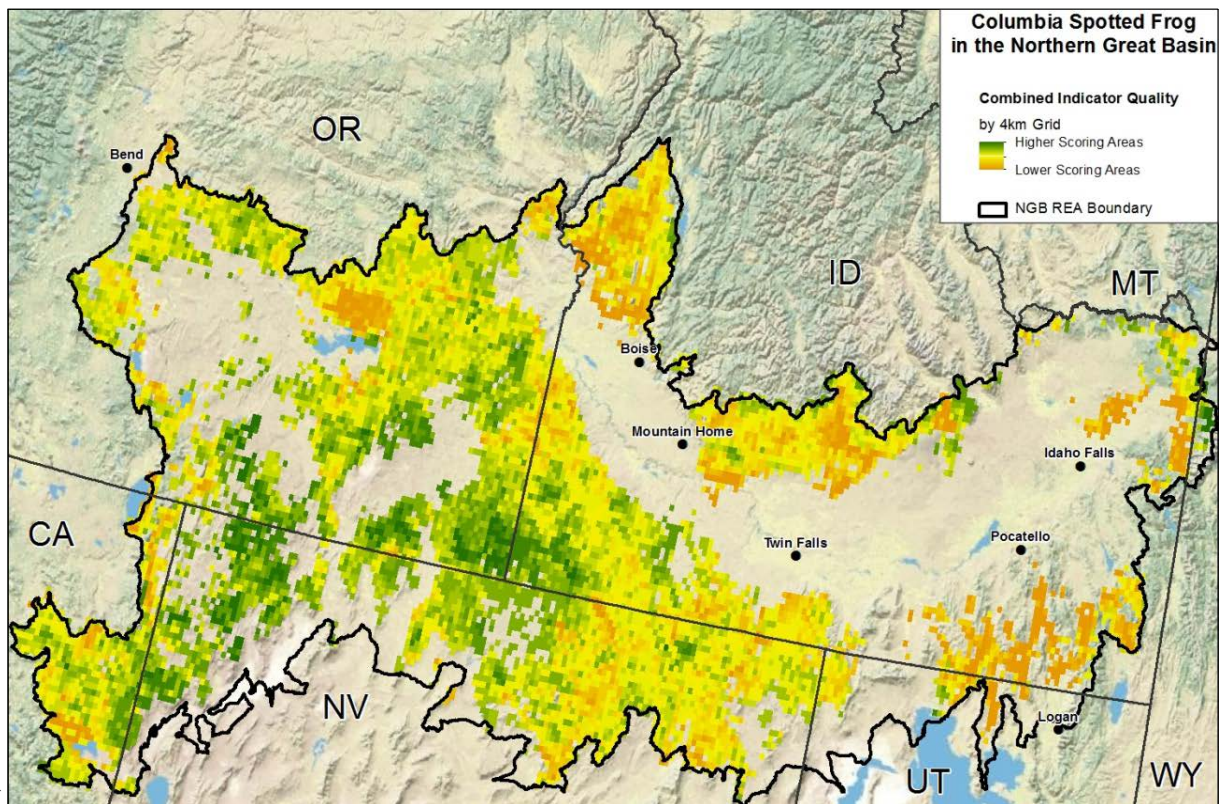 Columbia Spotted Frog
in the Northern Great Basin
Combined Indicator Quality
by 4km Grid
Higher Scoring Areas
Lower Scoring Areas
NGB REA Boundary
OR
Bend
ID
MT
Boise
Mountain Home
Idaho Falls
CA
Twin Falls
Pocatello
NV
Logan
UT
WY